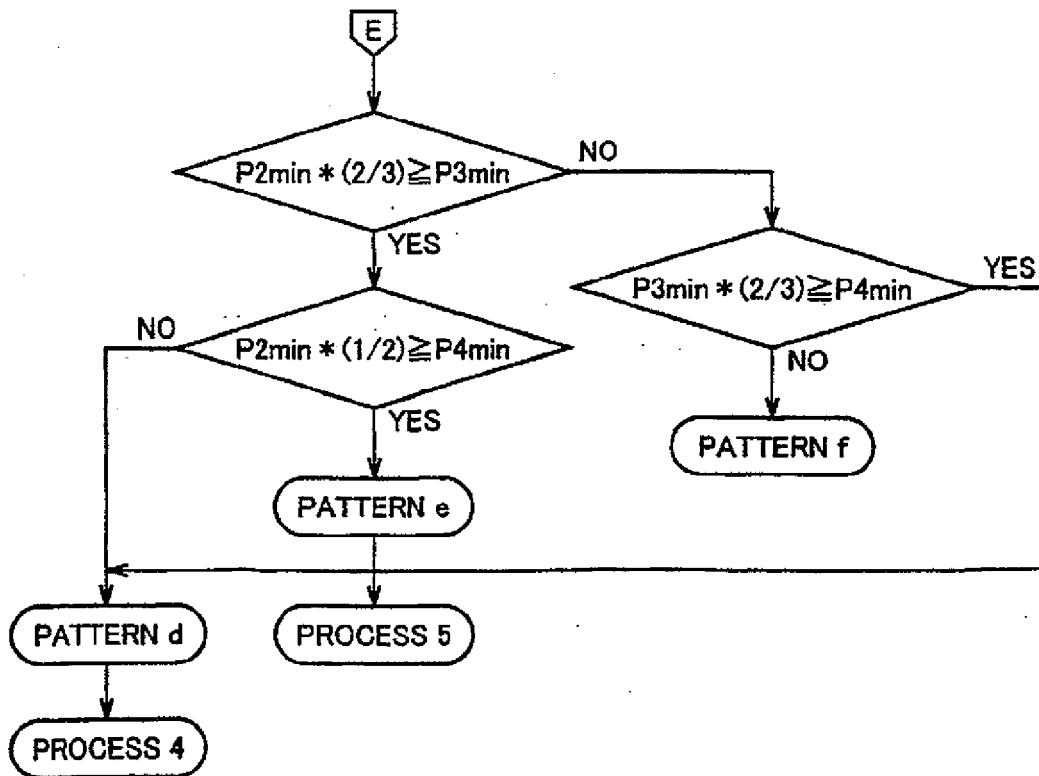 E
P2min*(2/3)≧P3min
NO
YES
P3min*(2/3)≧P4min
YES
NO
P2min*(1/2)≧P4min
NO
YES
PATTERN f
PATTERN e
PATTERN d
PROCESS 5
PROCESS 4